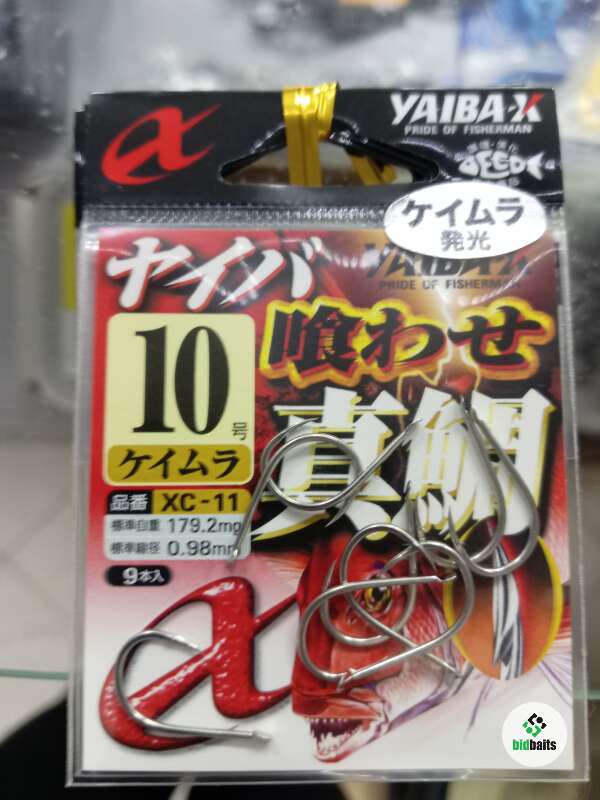 YAIBA-X
PRIDE OF FISHERMAN
ケイムラ
発光
YAIBA-X
PRIDE OF FISHERMAN
ヤイバ
喰わせ
真鯛
10号
ケイムラ
品番 XC-11
標準自重 179.2mg
標準線径 0.98mm
9本入
bidbaits